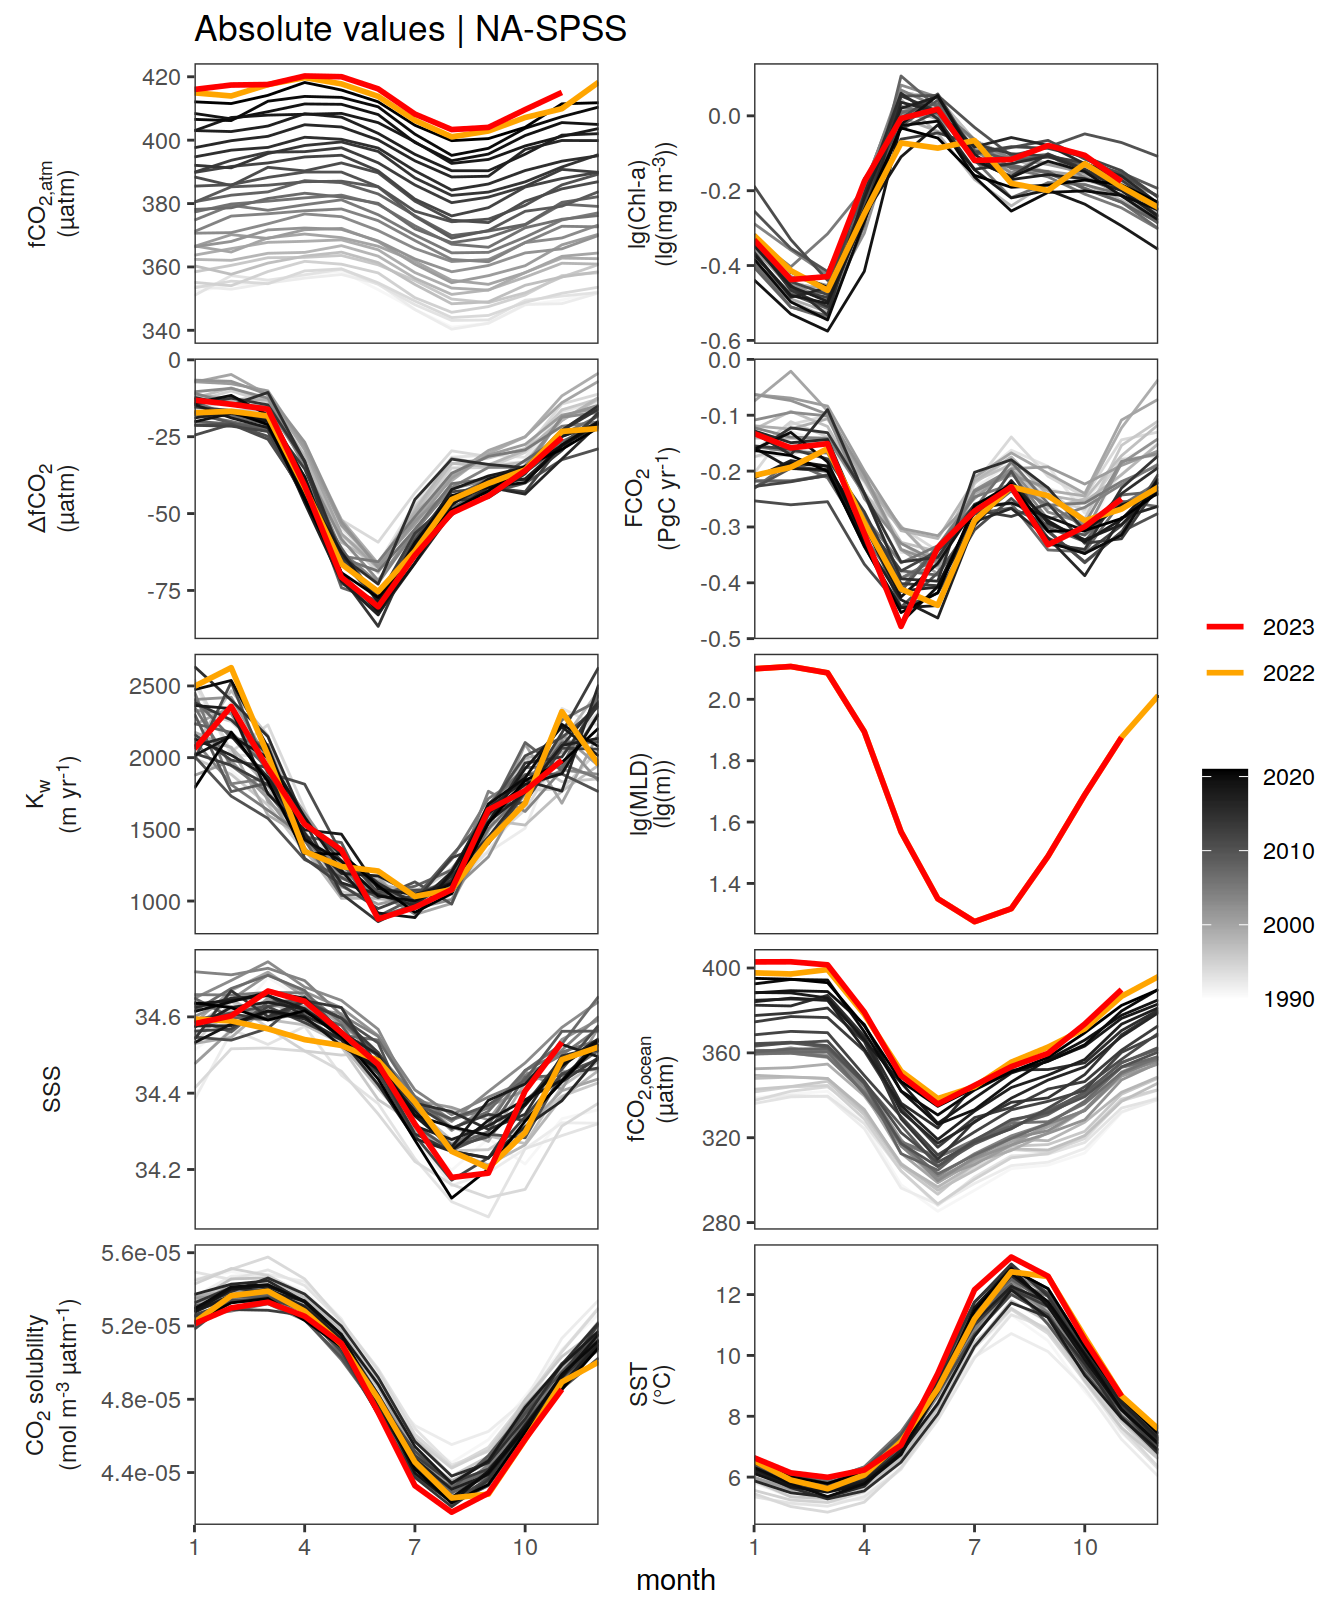 Absolute values | NA-SPSS
fCO2,atm
(µatm)
420
400
380
360
340
lg(Chl-a)
(lg(mg m-3))
0.0
-0.2
-0.4
-0.6
ΔfCO2
(µatm)
0
-25
-50
-75
FCO2
(PgC yr-1)
0.0
-0.1
-0.2
-0.3
-0.4
-0.5
Kw
(m yr-1)
2500
2000
1500
1000
lg(MLD)
(lg(m))
2.0
1.8
1.6
1.4
SSS
34.6
34.4
34.2
fCO2,ocean
(µatm)
400
360
320
280
CO2 solubility
(mol m-3 µatm-1)
5.6e-05
5.2e-05
4.8e-05
4.4e-05
SST
(°C)
12
10
8
6
1
4
7
10
1
4
7
10
month
2023
2022
2020
2010
2000
1990